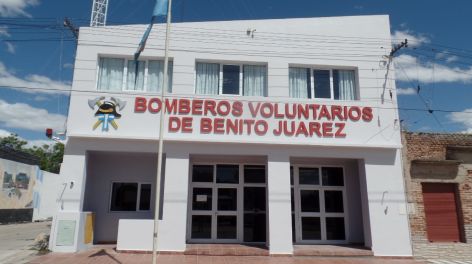 BOMBEROS VOLUNTARIOS
DE BENITO JUAREZ